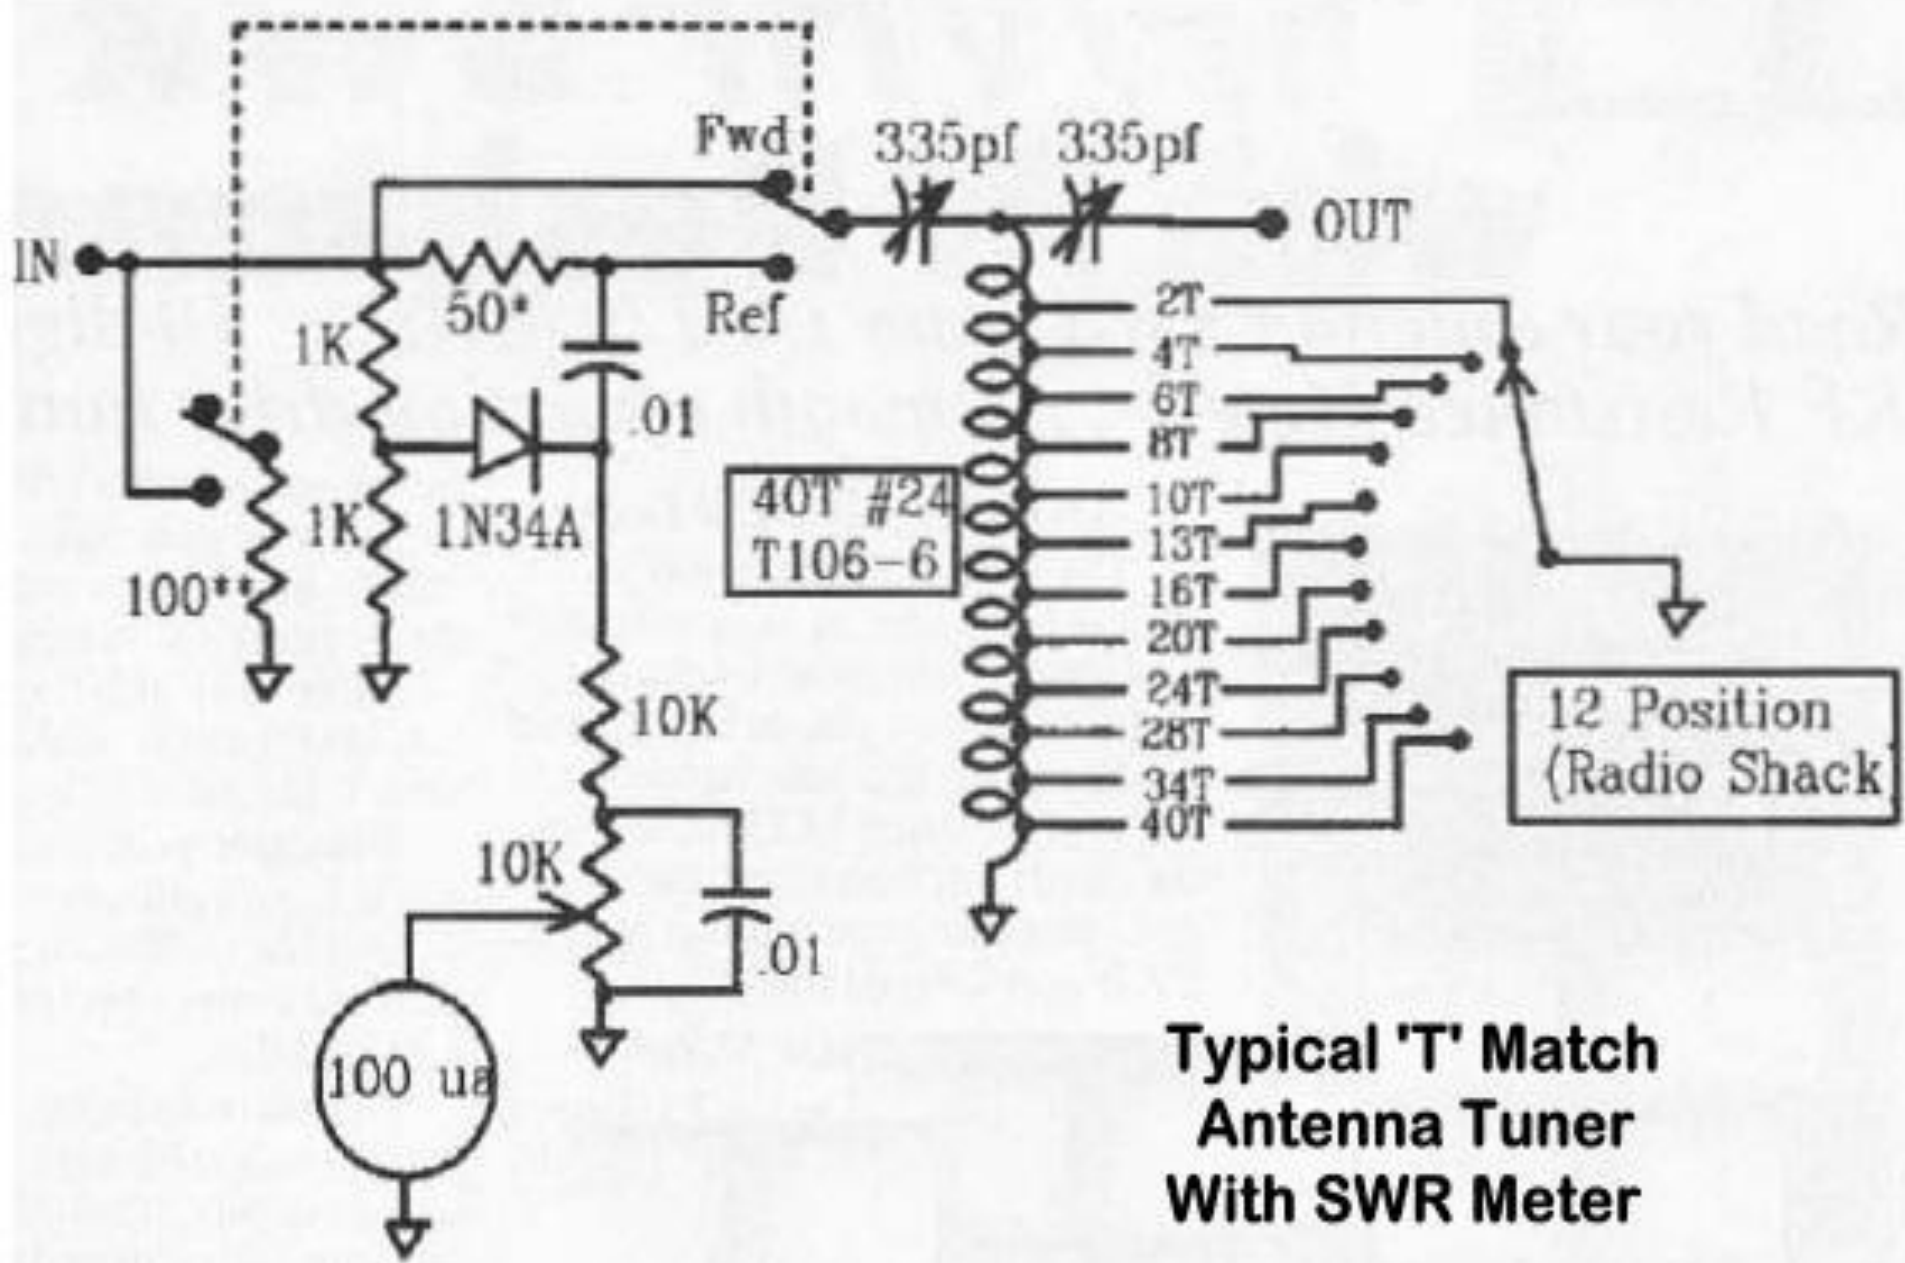 Fwd
335pf
335pf
IN
OUT
50*
Ref
1K
.01
2T
4T
6T
8T
10T
13T
16T
20T
24T
28T
34T
40T
1K
1N34A
100**
40T #24
T106-6
10K
12 Position
(Radio Shack
10K
.01
100 ua
Typical 'T' Match
Antenna Tuner
With SWR Meter